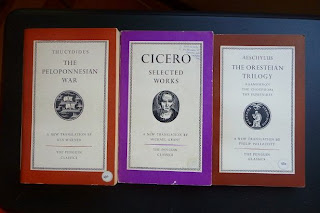 THUCYDIDES
THE
PELOPONNESIAN
WAR
A NEW TRANSLATION BY
REX WARNER
THE PENGUIN
CLASSICS
CICERO
SELECTED
WORKS
A NEW TRANSLATION BY
MICHAEL GRANT
THE PENGUIN
CLASSICS
AESCHYLUS
THE ORESTEIAN
TRILOGY
AGAMEMNON
THE CHOEPHORI
THE EUMENIDES
A NEW TRANSLATION BY
PHILIP VELLACOTT
THE PENGUIN
CLASSICS